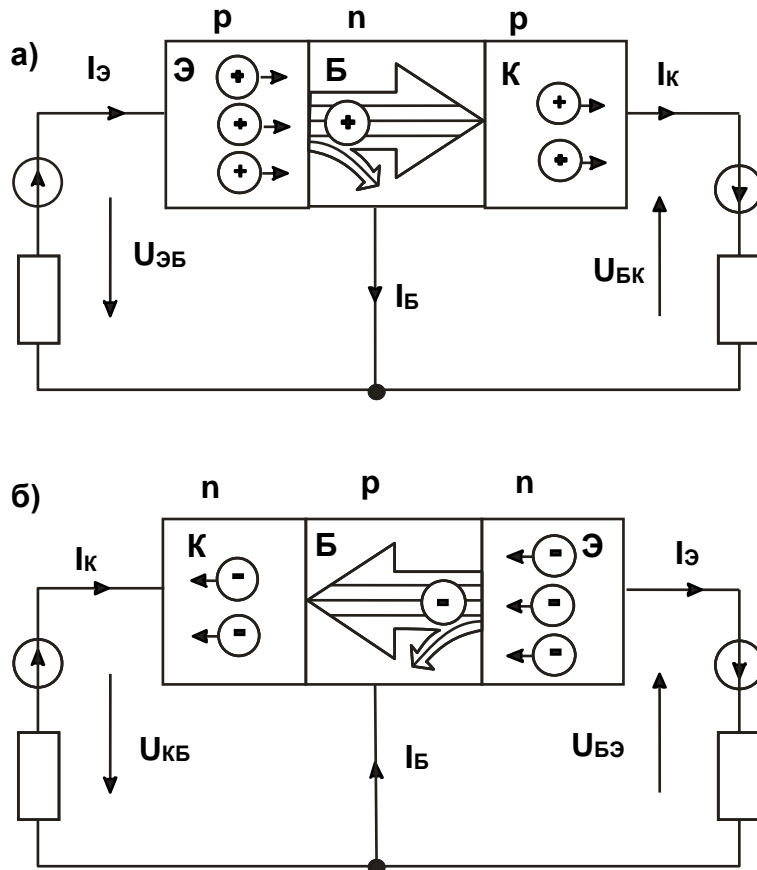 p n p
а)
Iэ Э Б К Iк
+ + + + + +
UЭБ Iб UБК
n p n
б)
Iк К Б Э Iэ
- - - - - -
UКБ Iб UБЭ